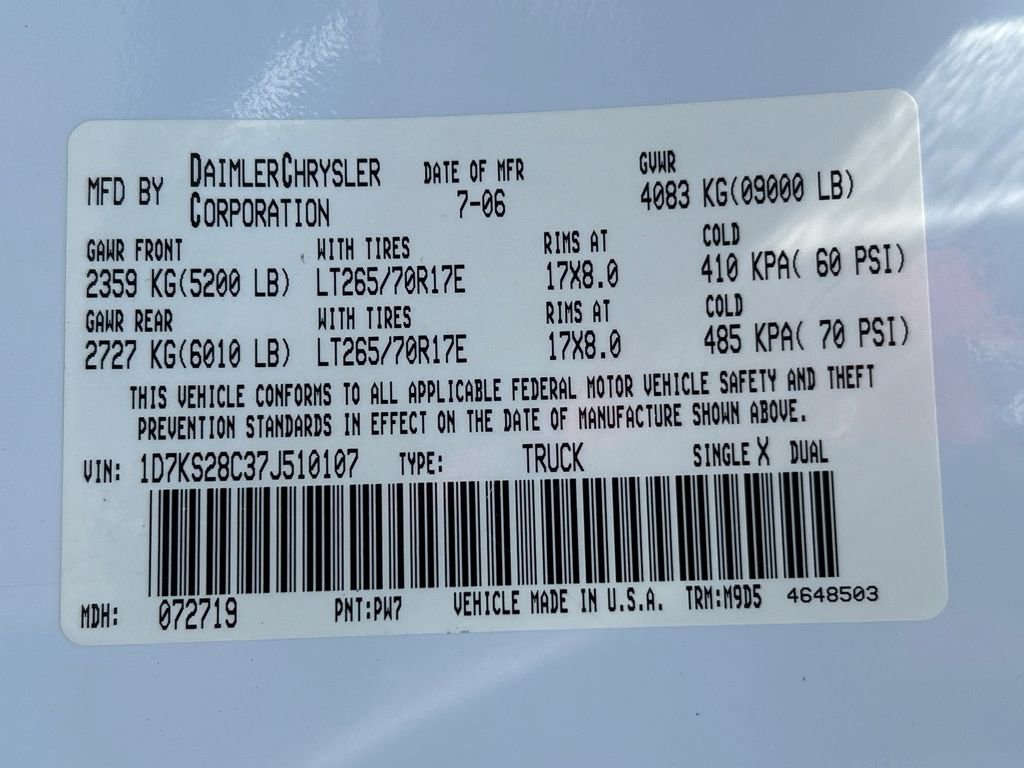 MFD BY DAIMLERCHRYSLER CORPORATION DATE OF MFR 7-06 GVWR 4083 KG(09000 LB)
GAWR FRONT WITH TIRES RIMS AT COLD
2359 KG(5200 LB) LT265/70R17E 17X8.0 410 KPA( 60 PSI)
GAWR REAR WITH TIRES RIMS AT COLD
2727 KG(6010 LB) LT265/70R17E 17X8.0 485 KPA( 70 PSI)
THIS VEHICLE CONFORMS TO ALL APPLICABLE FEDERAL MOTOR VEHICLE SAFETY AND THEFT
PREVENTION STANDARDS IN EFFECT ON THE DATE OF MANUFACTURE SHOWN ABOVE.
VIN: 1D7KS28C37J510107 TYPE: TRUCK SINGLE X DUAL
MDH: 072719 PNT:PW7 VEHICLE MADE IN U.S.A. TRM:M9D5 4648503